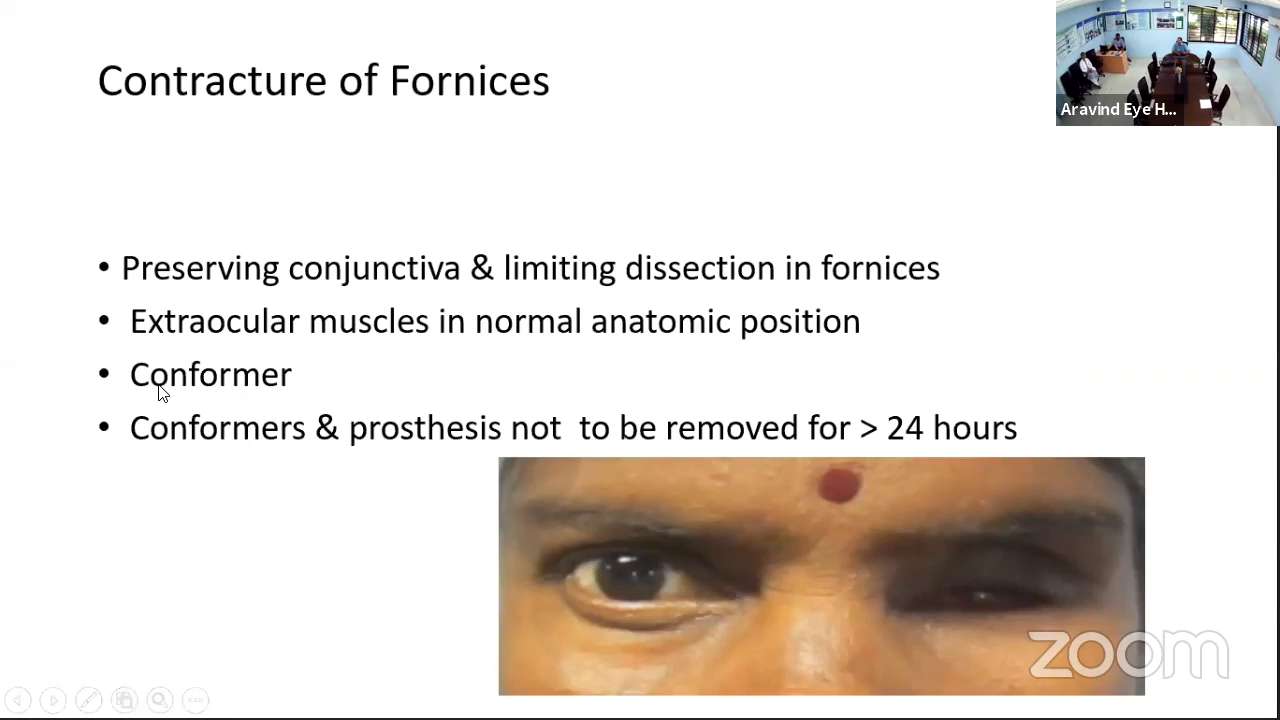 Contracture of Fornices
Aravind Eye H...
• Preserving conjunctiva & limiting dissection in fornices
• Extraocular muscles in normal anatomic position
• Conformer
• Conformers & prosthesis not  to be removed for > 24 hours
zoom